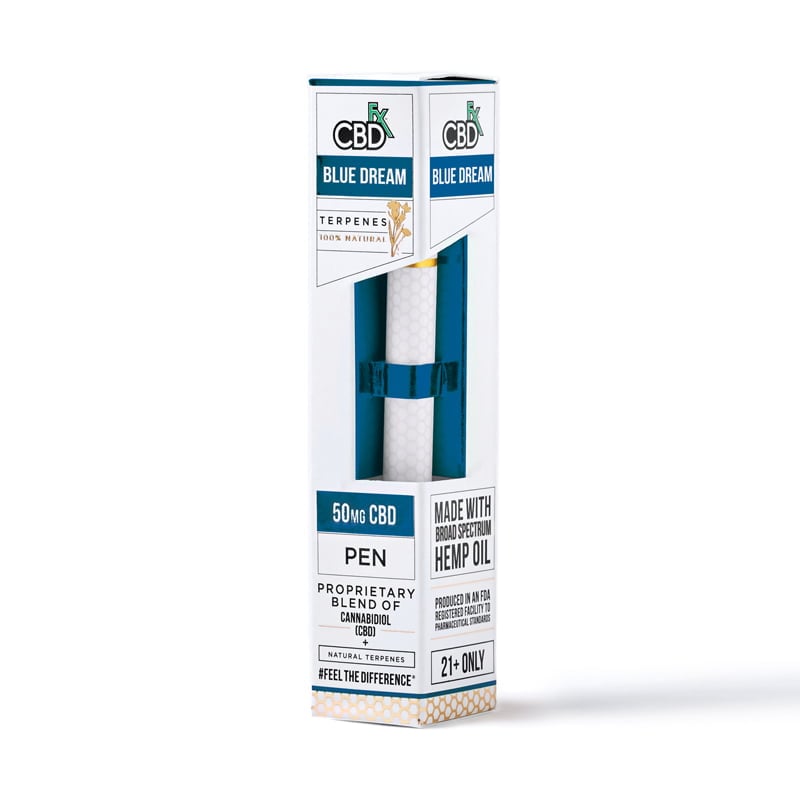 CBD FX
BLUE DREAM
TERPENES
100% NATURAL
50MG CBD
PEN
PROPRIETARY
BLEND OF
CANNABIDIOL
(CBD)
+
NATURAL TERPENES
#FEEL THE DIFFERENCE*
CBD FX
BLUE DREAM
MADE WITH
BROAD SPECTRUM
HEMP OIL
PRODUCED IN AN FDA
REGISTERED FACILITY TO
PHARMACEUTICAL STANDARDS
21+ ONLY